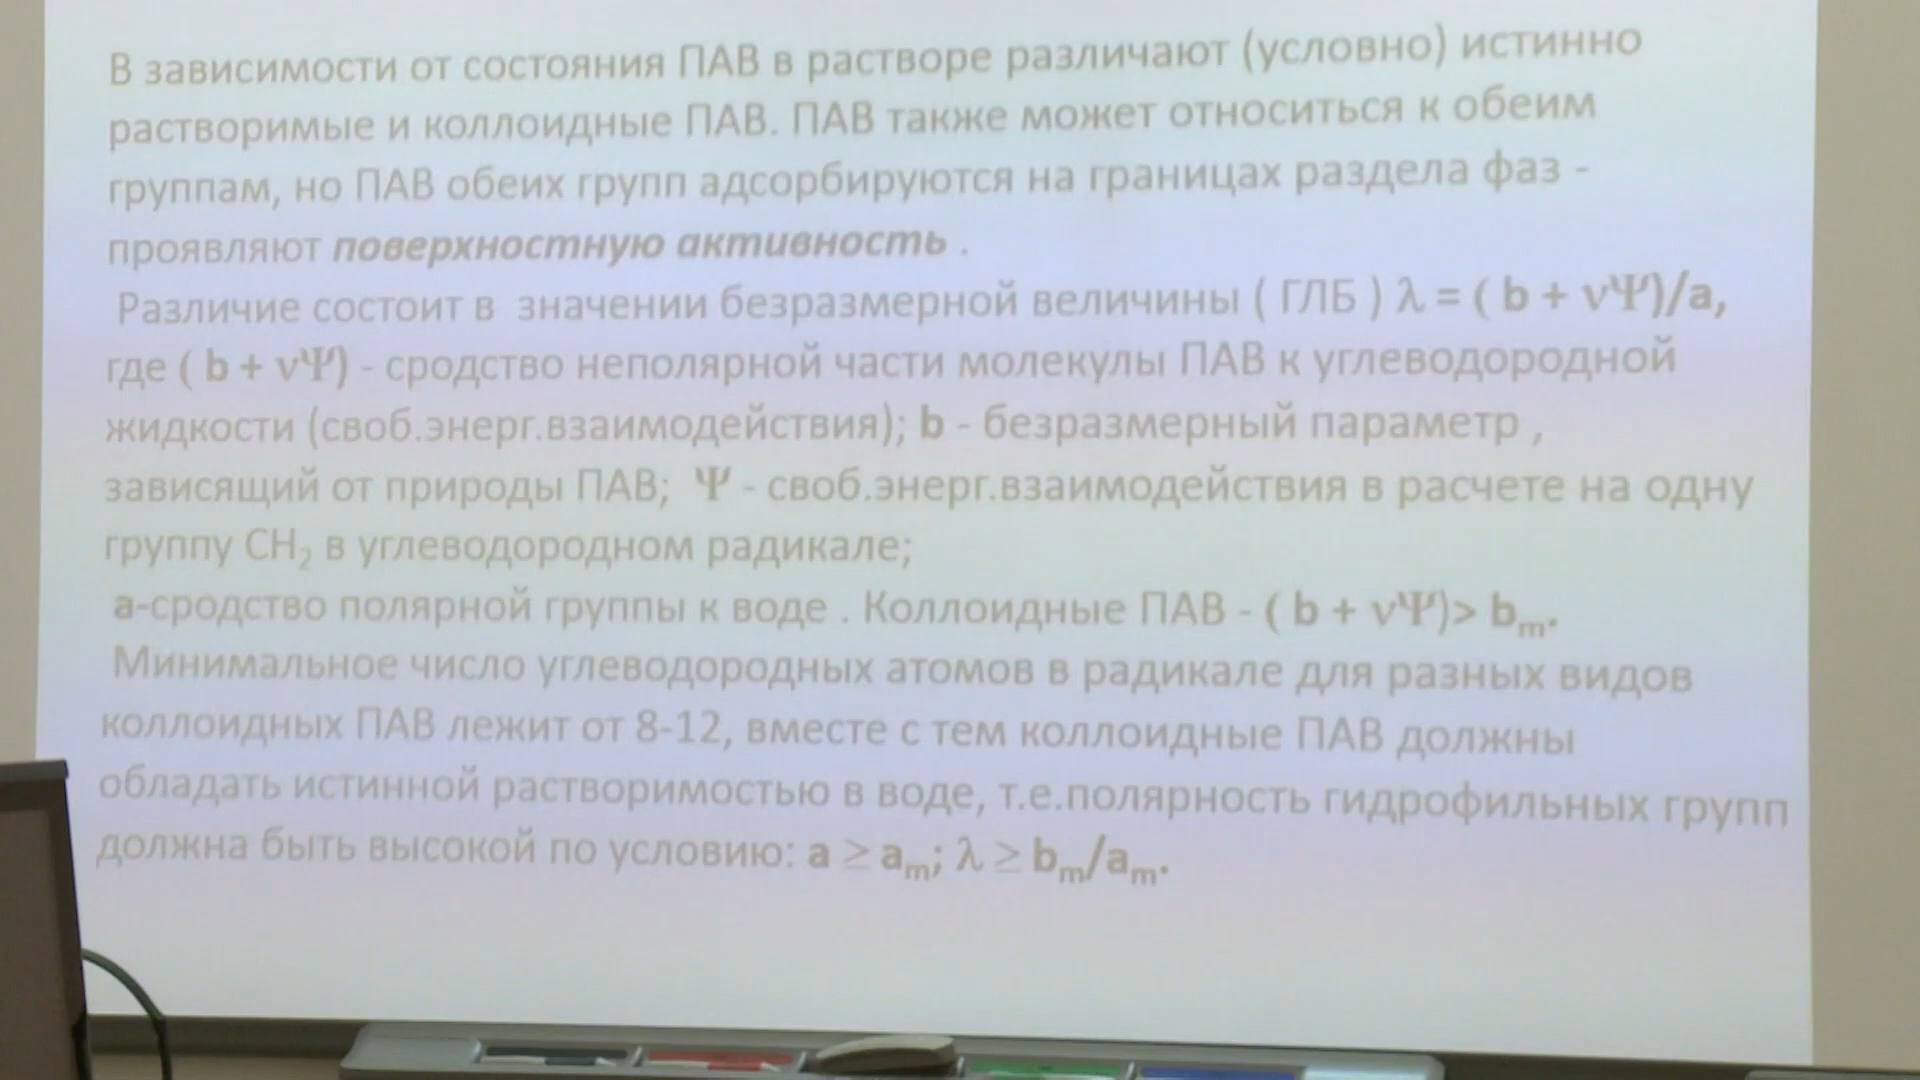 В зависимости от состояния ПАВ в растворе различают (условно) истинно
растворимые и коллоидные ПАВ. ПАВ также может относиться к обеим
группам, но ПАВ обеих групп адсорбируются на границах раздела фаз -
проявляют поверхностную активность .
Различие состоит в значении безразмерной величины ( ГЛБ ) λ = ( b + νΨ)/a,
где ( b + νΨ) - сродство неполярной части молекулы ПАВ к углеводородной
жидкости (своб.энерг.взаимодействия); b - безразмерный параметр ,
зависящий от природы ПАВ; Ψ - своб.энерг.взаимодействия в расчете на одну
группу CH₂ в углеводородном радикале;
а-сродство полярной группы к воде . Коллоидные ПАВ - ( b + νΨ)> bₘ.
Минимальное число углеводородных атомов в радикале для разных видов
коллоидных ПАВ лежит от 8-12, вместе с тем коллоидные ПАВ должны
обладать истинной растворимостью в воде, т.е.полярность гидрофильных групп
должна быть высокой по условию: a ≥ aₘ; λ ≥ bₘ/aₘ.